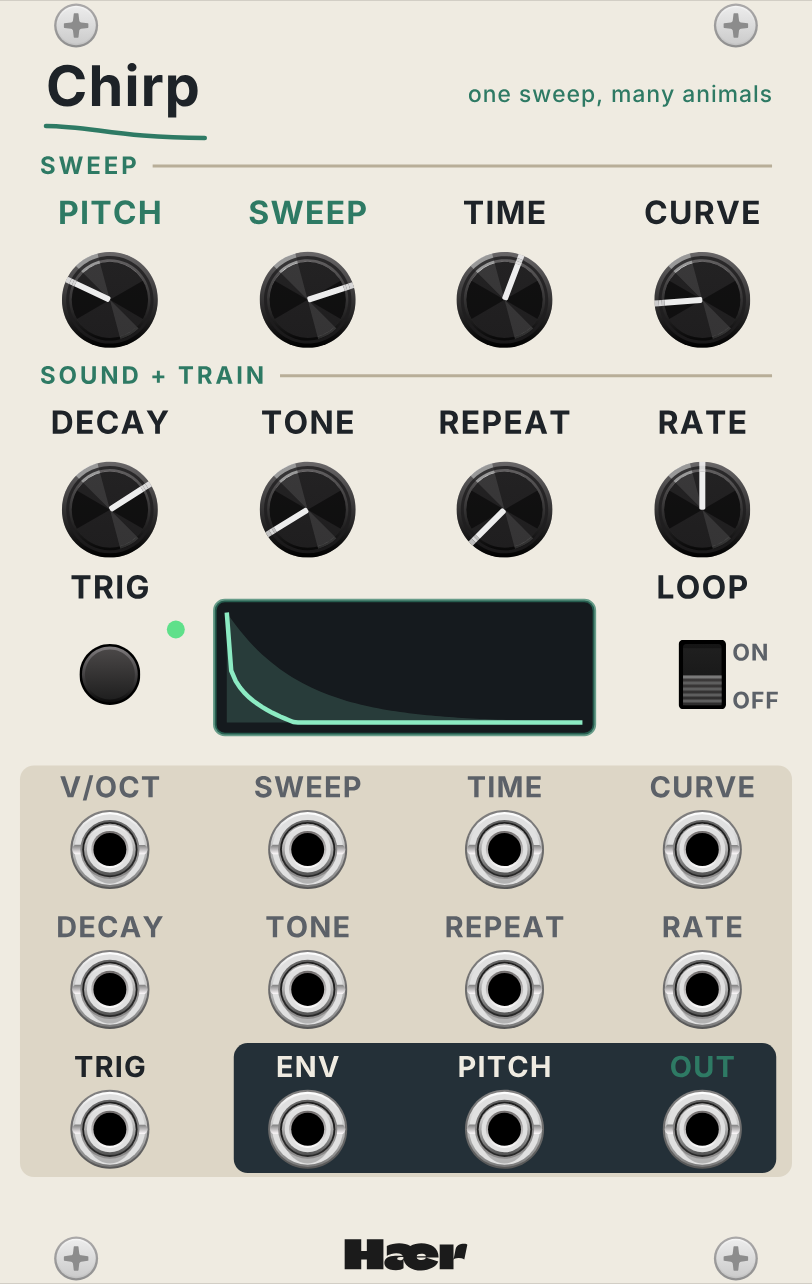 Chirp
one sweep, many animals
SWEEP
PITCH SWEEP TIME CURVE
SOUND + TRAIN
DECAY TONE REPEAT RATE
TRIG LOOP
ON
OFF
V/OCT SWEEP TIME CURVE
DECAY TONE REPEAT RATE
TRIG ENV PITCH OUT
Haer